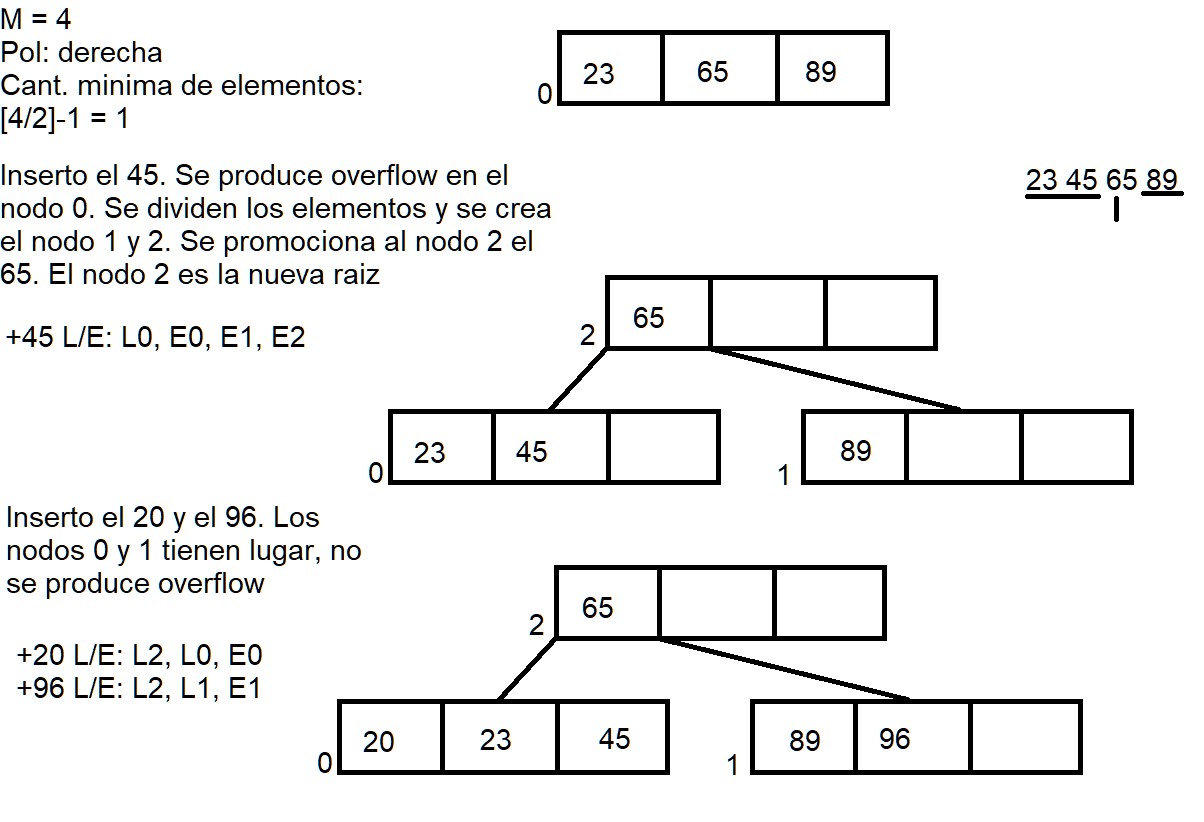 M = 4
Pol: derecha
Cant. minima de elementos:
[4/2]-1 = 1
23 65 89
0
Inserto el 45. Se produce overflow en el
nodo 0. Se dividen los elementos y se crea
el nodo 1 y 2. Se promociona al nodo 2 el
65. El nodo 2 es la nueva raiz
23 45 65 89
+45 L/E: L0, E0, E1, E2
65
2
23 45
0
89
1
Inserto el 20 y el 96. Los
nodos 0 y 1 tienen lugar, no
se produce overflow
+20 L/E: L2, L0, E0
+96 L/E: L2, L1, E1
65
2
20 23 45
0
89 96
1